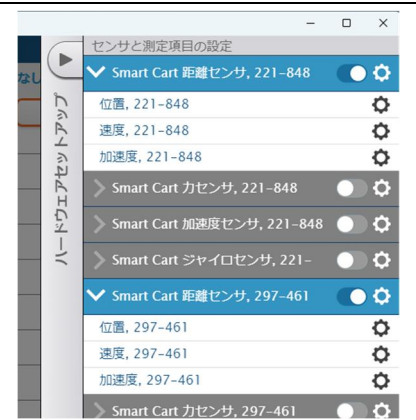 センサと測定項目の設定
なし
Smart Cart 距離センサ, 221-848
位置, 221-848
速度, 221-848
加速度, 221-848
Smart Cart 力センサ, 221-848
Smart Cart 加速度センサ, 221-848
Smart Cart ジャイロセンサ, 221-
Smart Cart 距離センサ, 297-461
位置, 297-461
速度, 297-461
加速度, 297-461
Smart Cart 力センサ, 297-461
ハードウェアセットアップ